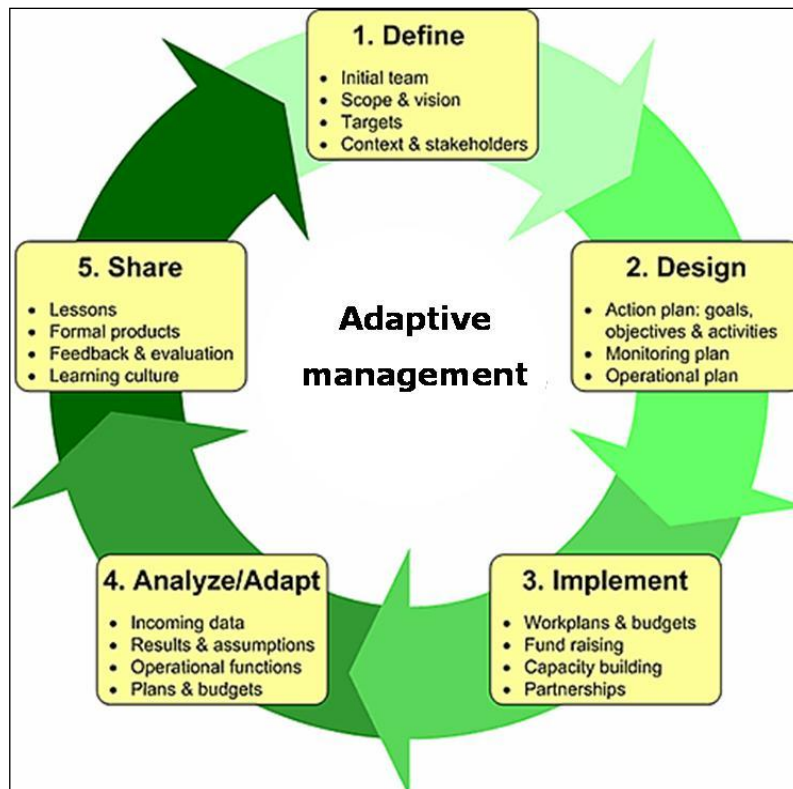 1. Define
• Initial team
• Scope & vision
• Targets
• Context & stakeholders
2. Design
• Action plan: goals,
objectives & activities
• Monitoring plan
• Operational plan
3. Implement
• Workplans & budgets
• Fund raising
• Capacity building
• Partnerships
4. Analyze/Adapt
• Incoming data
• Results & assumptions
• Operational functions
• Plans & budgets
5. Share
• Lessons
• Formal products
• Feedback & evaluation
• Learning culture
Adaptive
management